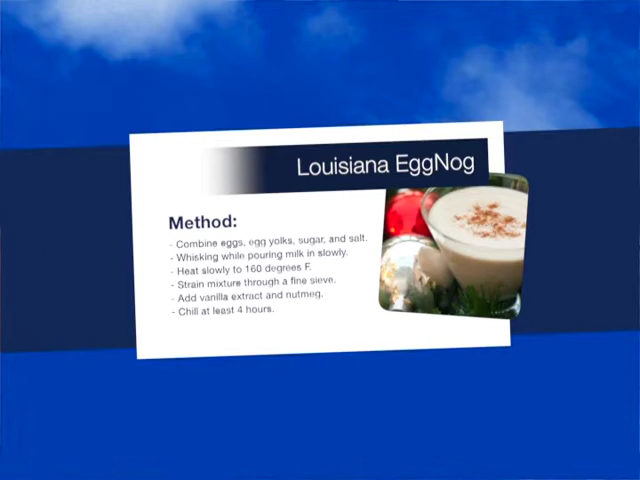 Louisiana EggNog
Method:
- Combine eggs, egg yolks, sugar, and salt.
- Whisking while pouring milk in slowly.
- Heat slowly to 160 degrees F.
- Strain mixture through a fine sieve.
- Add vanilla extract and nutmeg.
- Chill at least 4 hours.